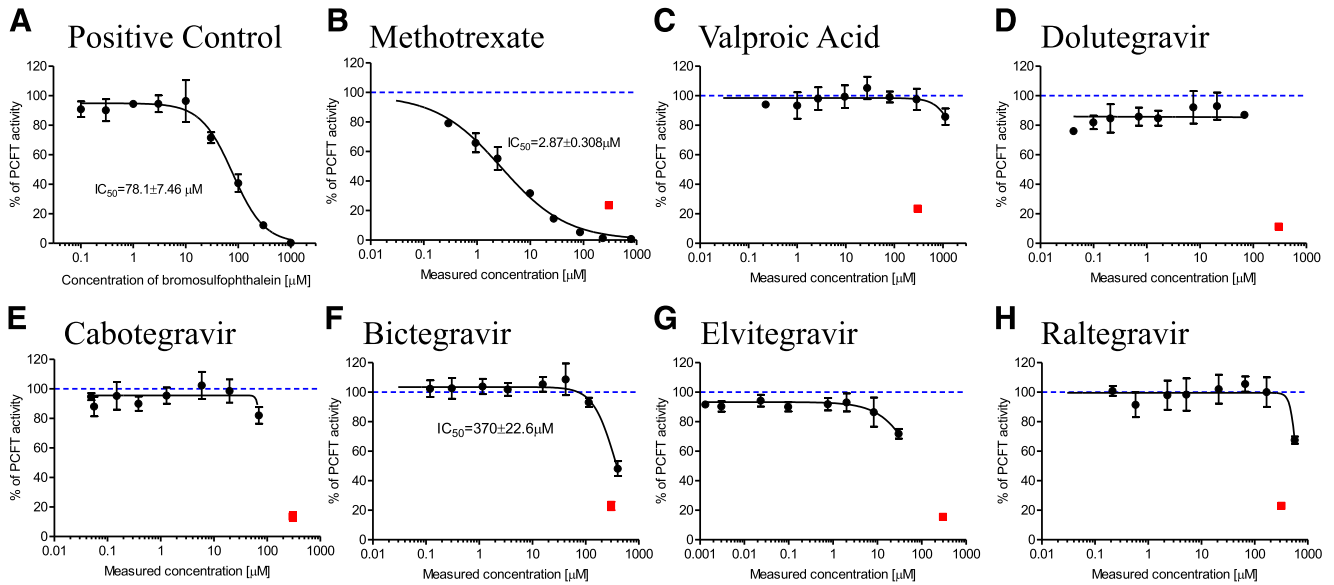 A Positive Control
120
100
80
60
40
20
0
% of PCFT activity
IC50=78.1±7.46 μM
0.1 1 10 100 1000
Concentration of bromosulfophthalein [μM]
B Methotrexate
120
100
80
60
40
20
0
% of PCFT activity
IC50=2.87±0.308μM
0.01 0.1 1 10 100 1000
Measured concentration [μM]
C Valproic Acid
120
100
80
60
40
20
0
% of PCFT activity
0.01 0.1 1 10 100 1000
Measured concentration [μM]
D Dolutegravir
120
100
80
60
40
20
0
% of PCFT activity
0.01 0.1 1 10 100 1000
Measured concentration [μM]
E Cabotegravir
120
100
80
60
40
20
0
% of PCFT activity
0.01 0.1 1 10 100 1000
Measured concentration [μM]
F Bictegravir
120
100
80
60
40
20
0
% of PCFT activity
IC50=370±22.6μM
0.01 0.1 1 10 100 1000
Measured concentration [μM]
G Elvitegravir
120
100
80
60
40
20
0
% of PCFT activity
0.001 0.01 0.1 1 10 100 1000
Measured concentration [μM]
H Raltegravir
120
100
80
60
40
20
0
% of PCFT activity
0.01 0.1 1 10 100 1000
Measured concentration [μM]